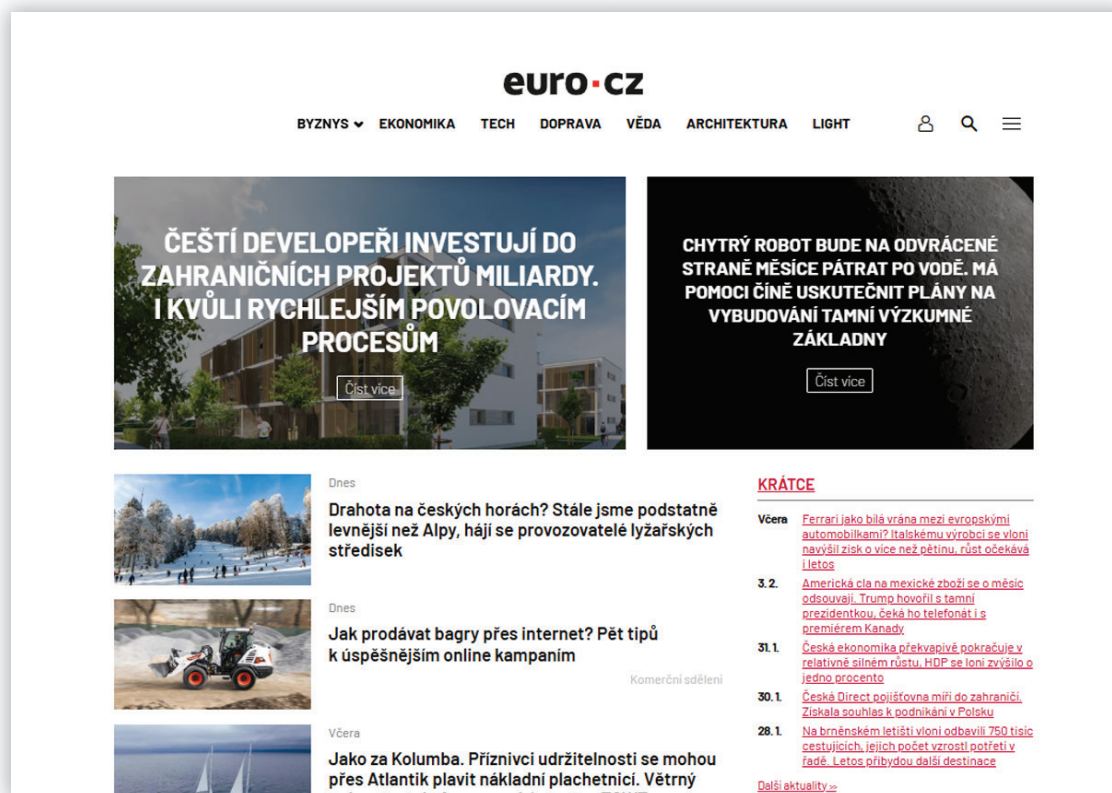 euro·cz
BYZNYS EKONOMIKA TECH DOPRAVA VĚDA ARCHITEKTURA LIGHT
ČEŠTÍ DEVELOPEŘI INVESTUJÍ DO
ZAHRANIČNÍCH PROJEKTŮ MILIARDY.
I KVŮLI RYCHLEJŠÍM POVOLOVACÍM
PROCESŮM
Číst více
CHYTRÝ ROBOT BUDE NA ODVRÁCENÉ
STRANĚ MĚSÍCE PÁTRAT PO VODĚ. MÁ
POMOCI ČÍNĚ USKUTEČNIT PLÁNY NA
VYBUDOVÁNÍ TAMNÍ VÝZKUMNÉ
ZÁKLADNY
Číst více
Dnes
Drahota na českých horách? Stále jsme podstatně
levnější než Alpy, hájí se provozovatelé lyžařských
středisek
Dnes
Jak prodávat bagry přes internet? Pět tipů
k úspěšnějším online kampaním
Komerční sdělení
Včera
Jako za Kolumba. Příznivci udržitelnosti se mohou
přes Atlantik plavit nákladní plachetnicí. Větrný
KRÁTCE
Včera Ferrari jako bílá vrána mezi evropskými
automobilkami? Italskému výrobci se vloni
navýšil zisk o více než pětinu, růst očekává
i letos
3. 2. Americká cla na mexické zboží se o měsíc
odsouvají. Trump hovořil s tamní
prezidentkou, čeká ho telefonát i s
premiérem Kanady
31. 1. Česká ekonomika překvapivě pokračuje v
relativně silném růstu, HDP se loni zvýšilo o
jedno procento
30. 1. Česká Direct pojišťovna míří do zahraničí.
Získala souhlas k podnikání v Polsku
28. 1. Na brněnském letišti vloni odbavili 750 tisíc
cestujících, jejich počet vzrostl potřetí v
řadě. Letos přibydou další destinace
Další aktuality »